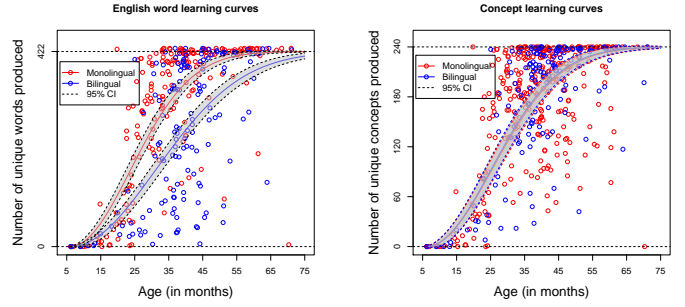 English word learning curves
Number of unique words produced
422
0
Monolingual
Bilingual
95% CI
5 15 25 35 45 55 65 75
Age (in months)
Concept learning curves
Number of unique concepts produced
240
180
120
60
0
Monolingual
Bilingual
95% CI
5 15 25 35 45 55 65 75
Age (in months)